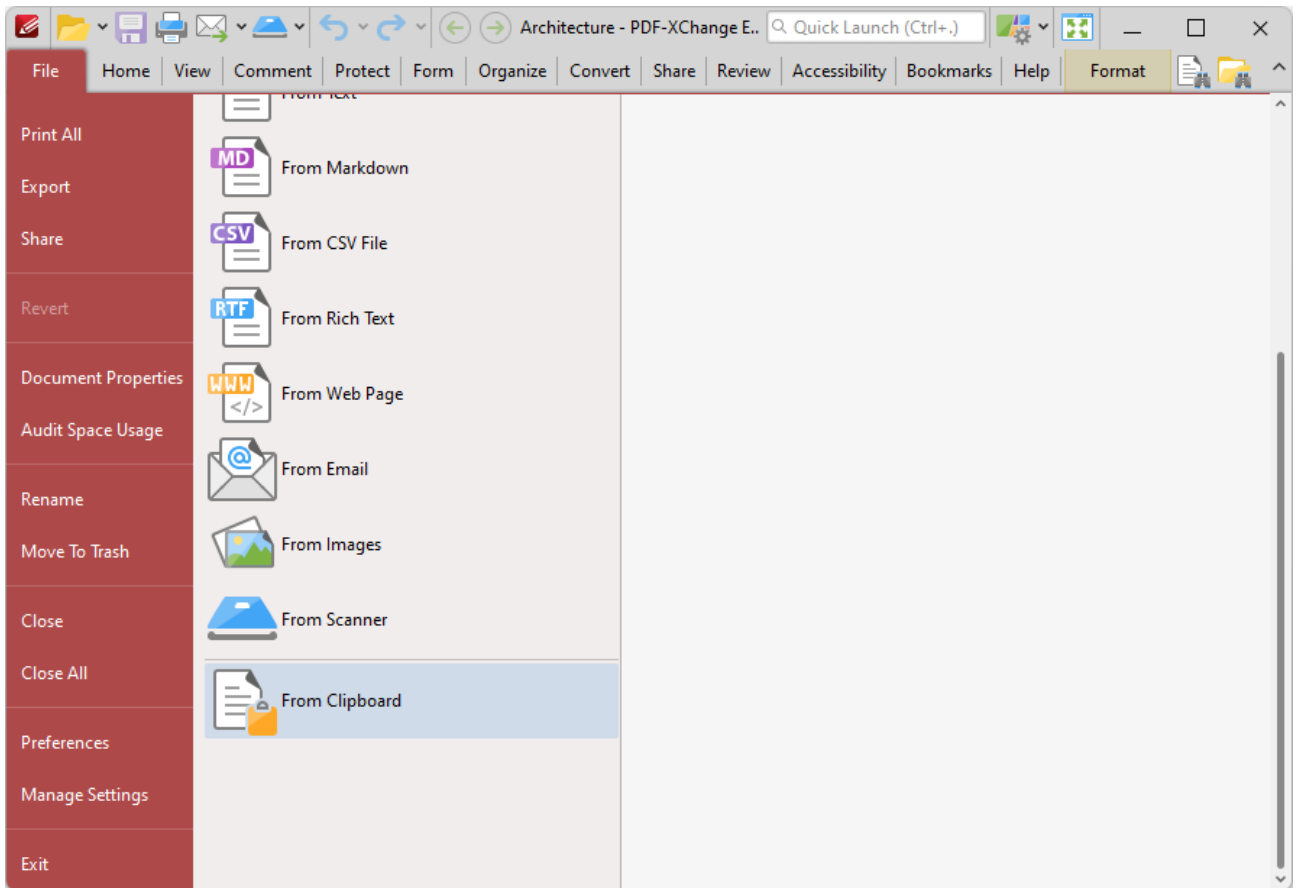 Architecture - PDF-XChange E..
Quick Launch (Ctrl+.)
File
Home
View
Comment
Protect
Form
Organize
Convert
Share
Review
Accessibility
Bookmarks
Help
Format
Print All
Export
Share
Revert
Document Properties
Audit Space Usage
Rename
Move To Trash
Close
Close All
Preferences
Manage Settings
Exit
From Text
MD
From Markdown
CSV
From CSV File
RTF
From Rich Text
WWW
</>
From Web Page
@
From Email
From Images
From Scanner
From Clipboard